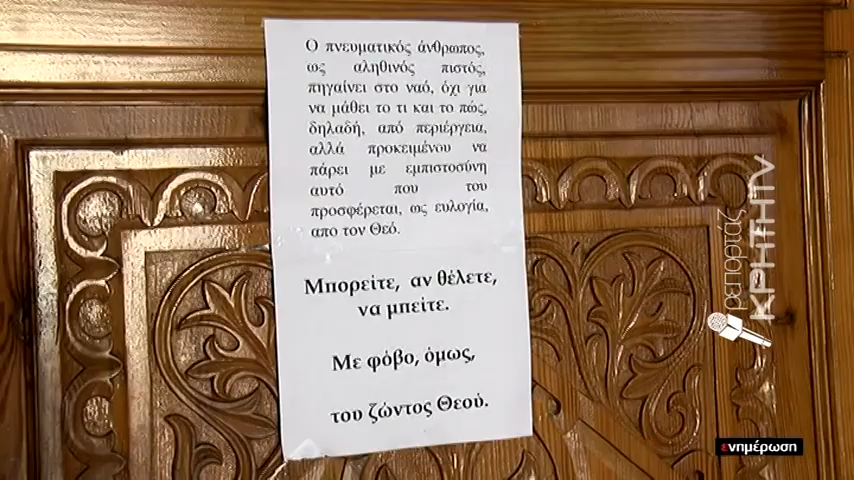 Ο πνευματικός άνθρωπος,
ως αληθινός πιστός,
πηγαίνει στο ναό, όχι για
να μάθει το τι και το πώς,
δηλαδή, από περιέργεια,
αλλά προκειμένου να
πάρει με εμπιστοσύνη
αυτό που του
προσφέρεται, ως ευλογία,
απο τον Θεό.
Μπορείτε, αν θέλετε,
να μπείτε.
Με φόβο, όμως,
του ζώντος Θεού.
ρεπορτάζ
ΚΡΗΤΗTV
ενημέρωση